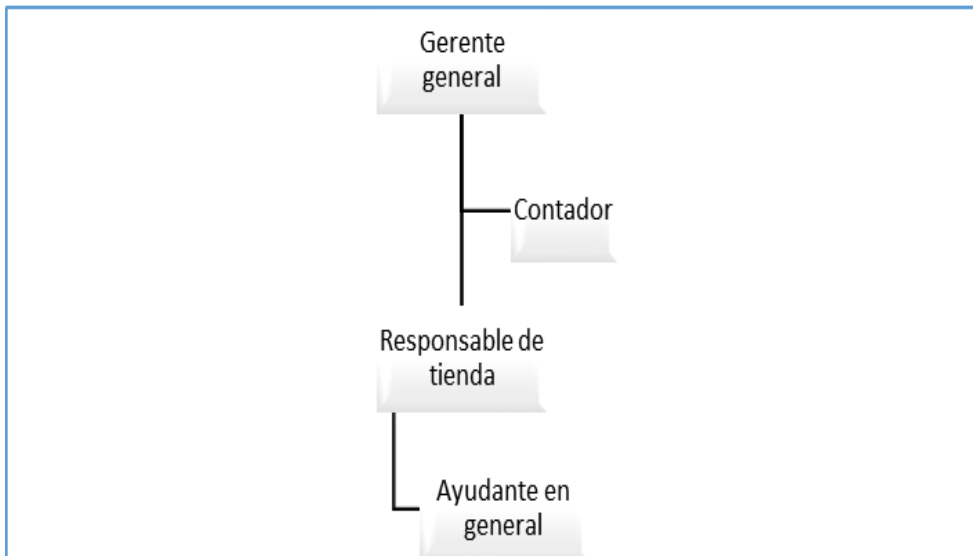 Gerente
general
Contador
Responsable de
tienda
Ayudante en
general